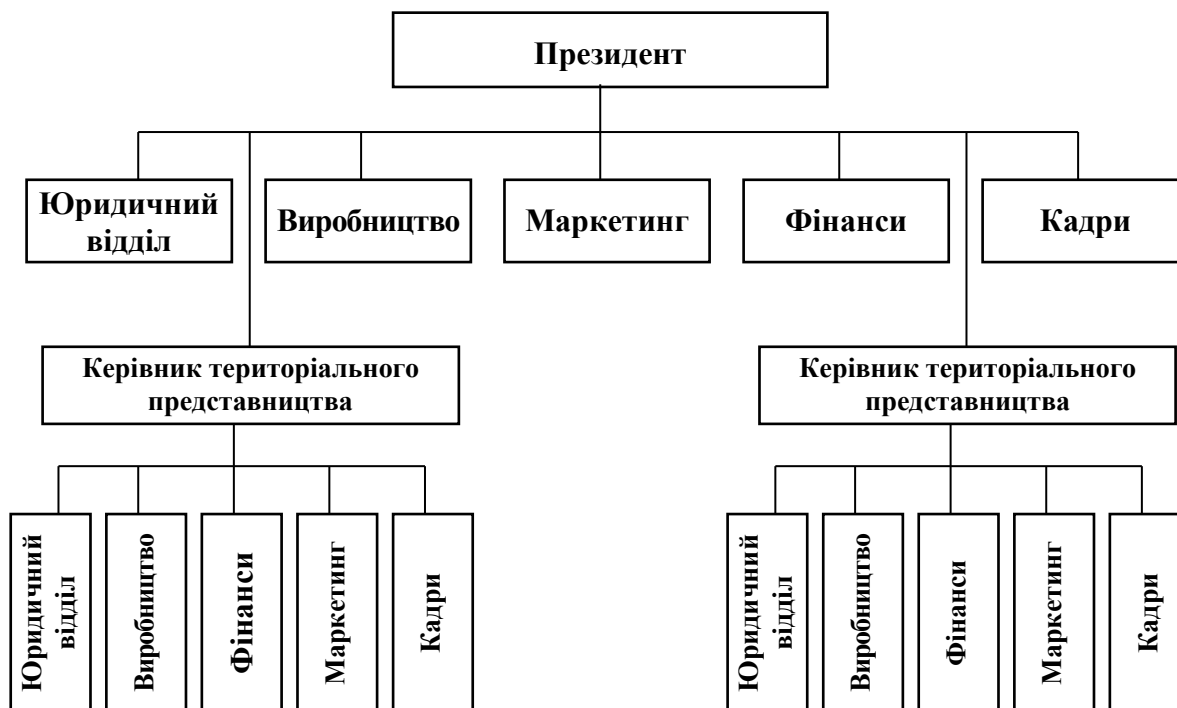 Президент
Юридичний
відділ
Виробництво
Маркетинг
Фінанси
Кадри
Керівник територіального
представництва
Керівник територіального
представництва
Юридичний
відділ
Виробництво
Фінанси
Маркетинг
Кадри
Юридичний
відділ
Виробництво
Фінанси
Маркетинг
Кадри